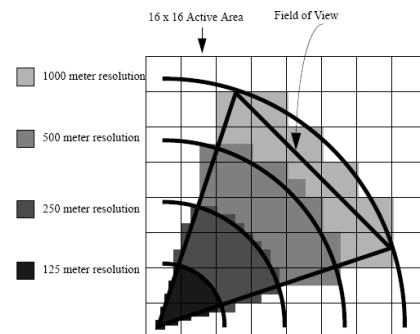 16 x 16 Active Area
Field of View
1000 meter resolution
500 meter resolution
250 meter resolution
125 meter resolution